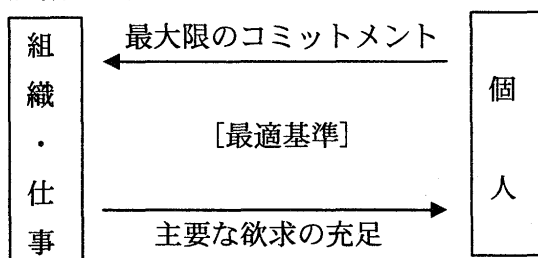 組織・仕事
最大限のコミットメント
[最適基準]
主要な欲求の充足
個人